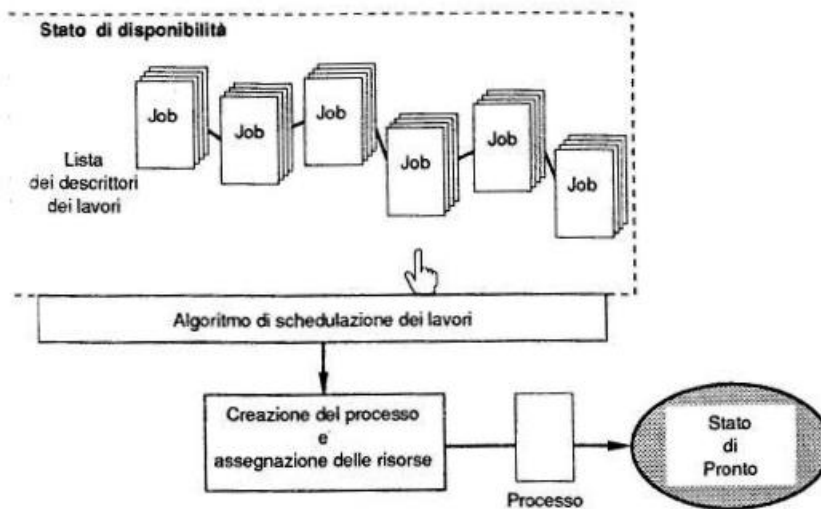 Stato di disponibilità
Job
Job
Job
Job
Job
Job
Lista
dei descrittori
dei lavori
Algoritmo di schedulazione dei lavori
Creazione del processo
e
assegnazione delle risorse
Processo
Stato
di
Pronto